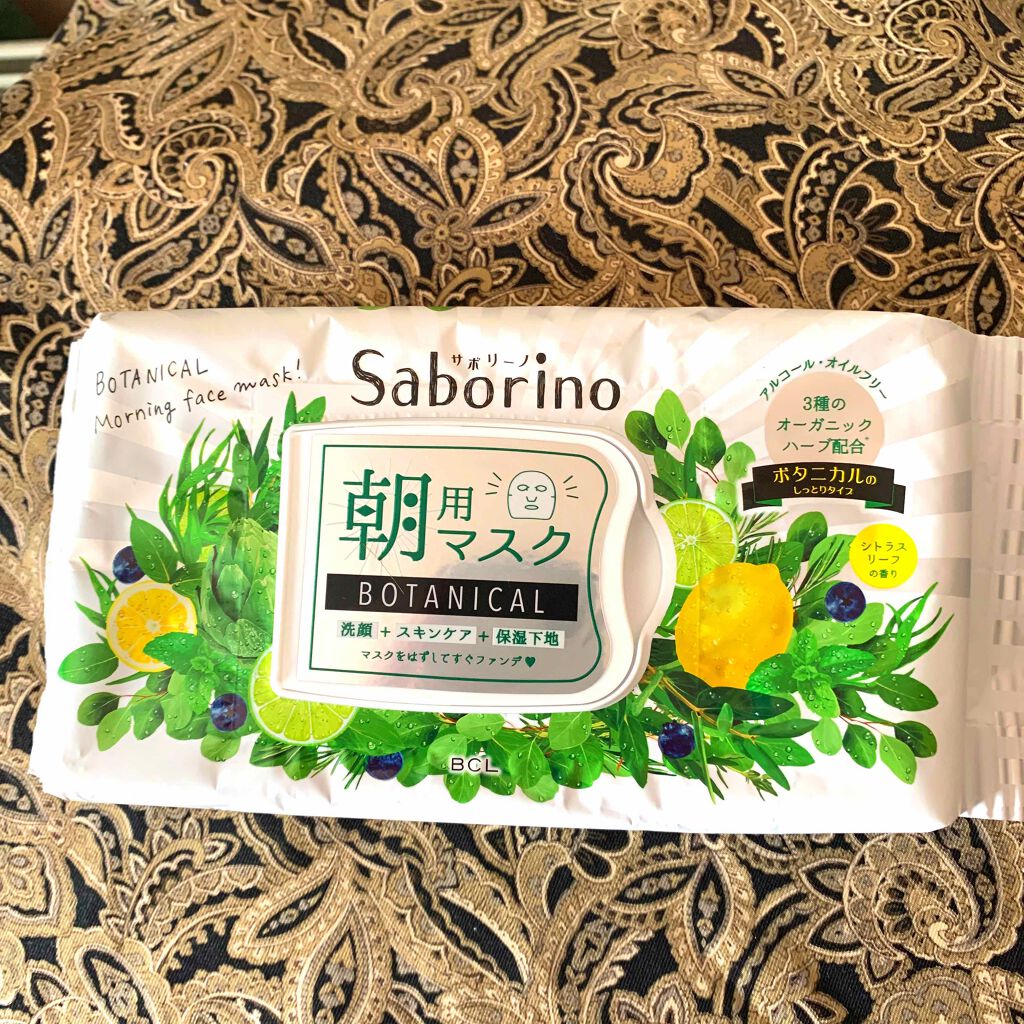 BOTANICAL
Morning face mask!
サボリーノ
Saborino
アルコール・オイルフリー
3種の
オーガニック
ハーブ配合*
ボタニカルの
しっとりタイプ
シトラス
リーフ
の香り
朝用
マスク
BOTANICAL
洗顔+スキンケア+保湿下地
マスクをはずしてすぐファンデ♥
BCL